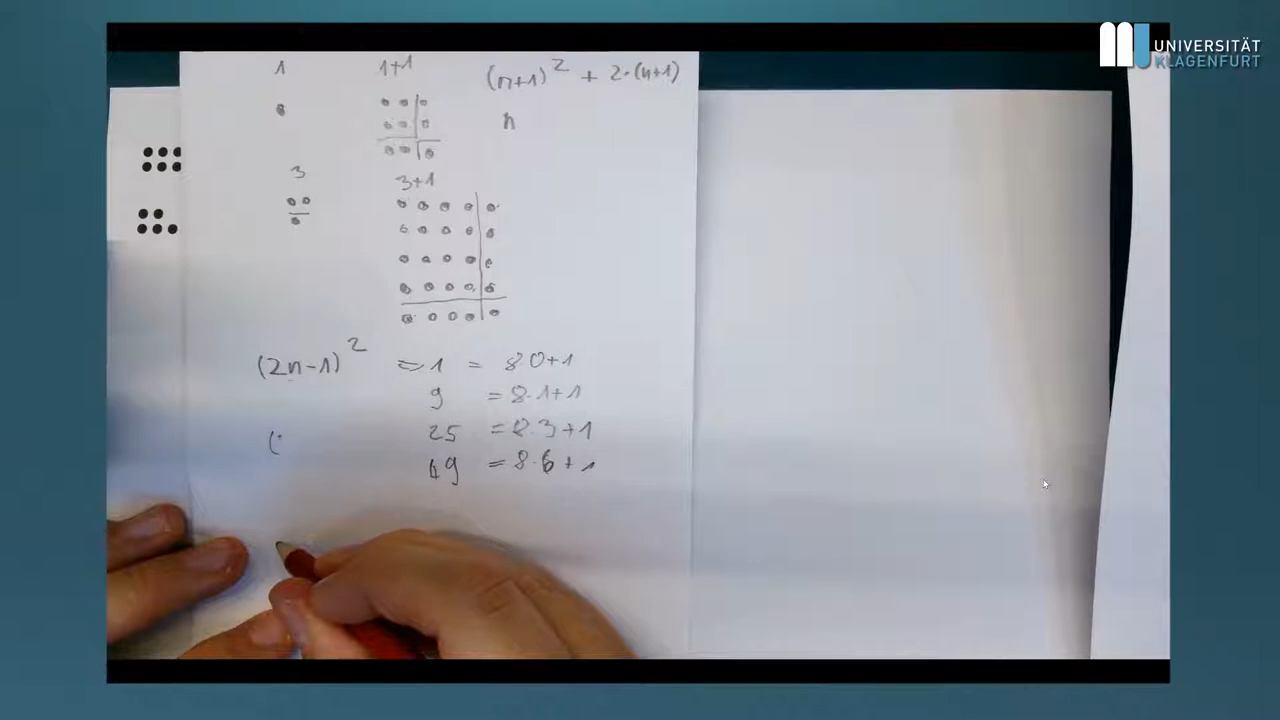 UNIVERSITÄT
KLAGENFURT
1 1+1 (n+1)² + 2·(n+1)
n
3 3+1
(2n-1)² = 1 = 8·0+1
9 = 8·1+1
25 = 8·3+1
(
49 = 8·6+1